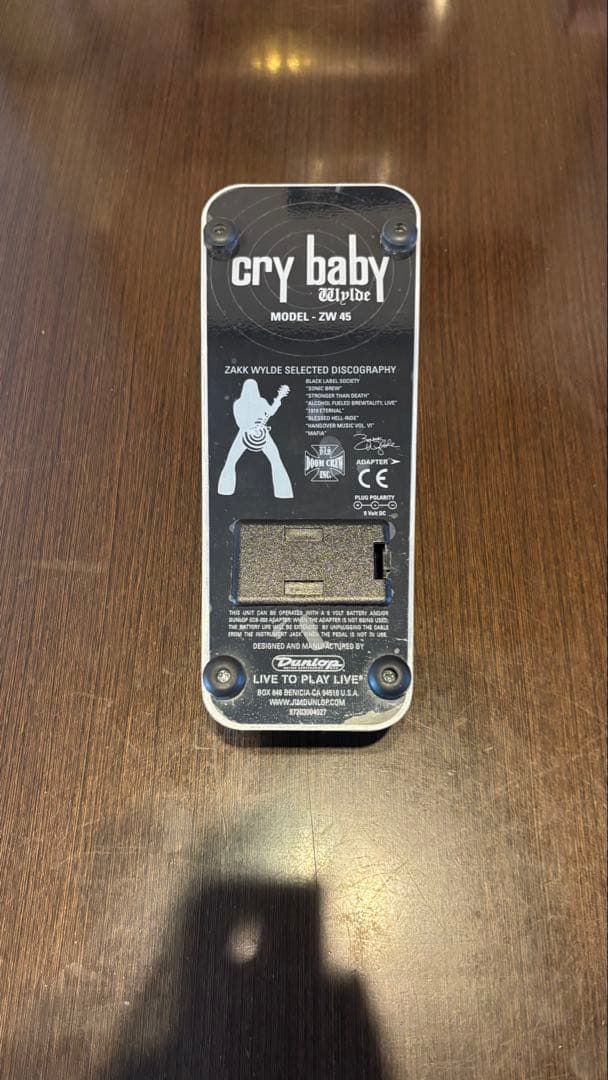 cry baby
Wylde
MODEL - ZW 45
ZAKK WYLDE SELECTED DISCOGRAPHY
BLACK LABEL SOCIETY
"SONIC BREW"
"STRONGER THAN DEATH"
"ALCOHOL FUELED BREWTALITY, LIVE"
"1919 ETERNAL"
"BLESSED HELL-RIDE"
"HANGOVER MUSIC VOL. VI"
"MAFIA"
DOOM CREW
INC.
ADAPTER
CE
PLUG POLARITY
9 Volt DC
THIS UNIT CAN BE OPERATED WITH A 9 VOLT BATTERY AND/OR
DUNLOP ECB-003 ADAPTER. WHEN THE ADAPTER IS NOT BEING USED,
THE BATTERY LIFE WILL BE EXTENDED BY UNPLUGGING THE CABLE
FROM THE INSTRUMENT JACK WHEN THE PEDAL IS NOT IN USE.
DESIGNED AND MANUFACTURED BY
Dunlop
LIVE TO PLAY LIVE®
BOX 846 BENICIA CA 94510 U.S.A.
WWW.JIMDUNLOP.COM
97203004027